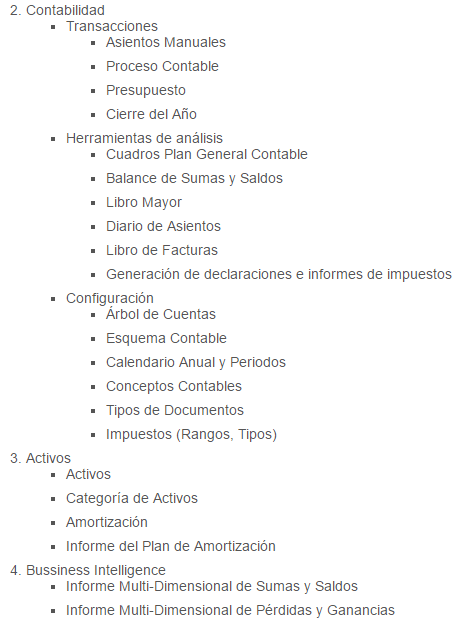 2. Contabilidad
Transacciones
Asientos Manuales
Proceso Contable
Presupuesto
Cierre del Año
Herramientas de análisis
Cuadros Plan General Contable
Balance de Sumas y Saldos
Libro Mayor
Diario de Asientos
Libro de Facturas
Generación de declaraciones e informes de impuestos
Configuración
Árbol de Cuentas
Esquema Contable
Calendario Anual y Periodos
Conceptos Contables
Tipos de Documentos
Impuestos (Rangos, Tipos)
3. Activos
Activos
Categoría de Activos
Amortización
Informe del Plan de Amortización
4. Bussiness Intelligence
Informe Multi-Dimensional de Sumas y Saldos
Informe Multi-Dimensional de Pérdidas y Ganancias